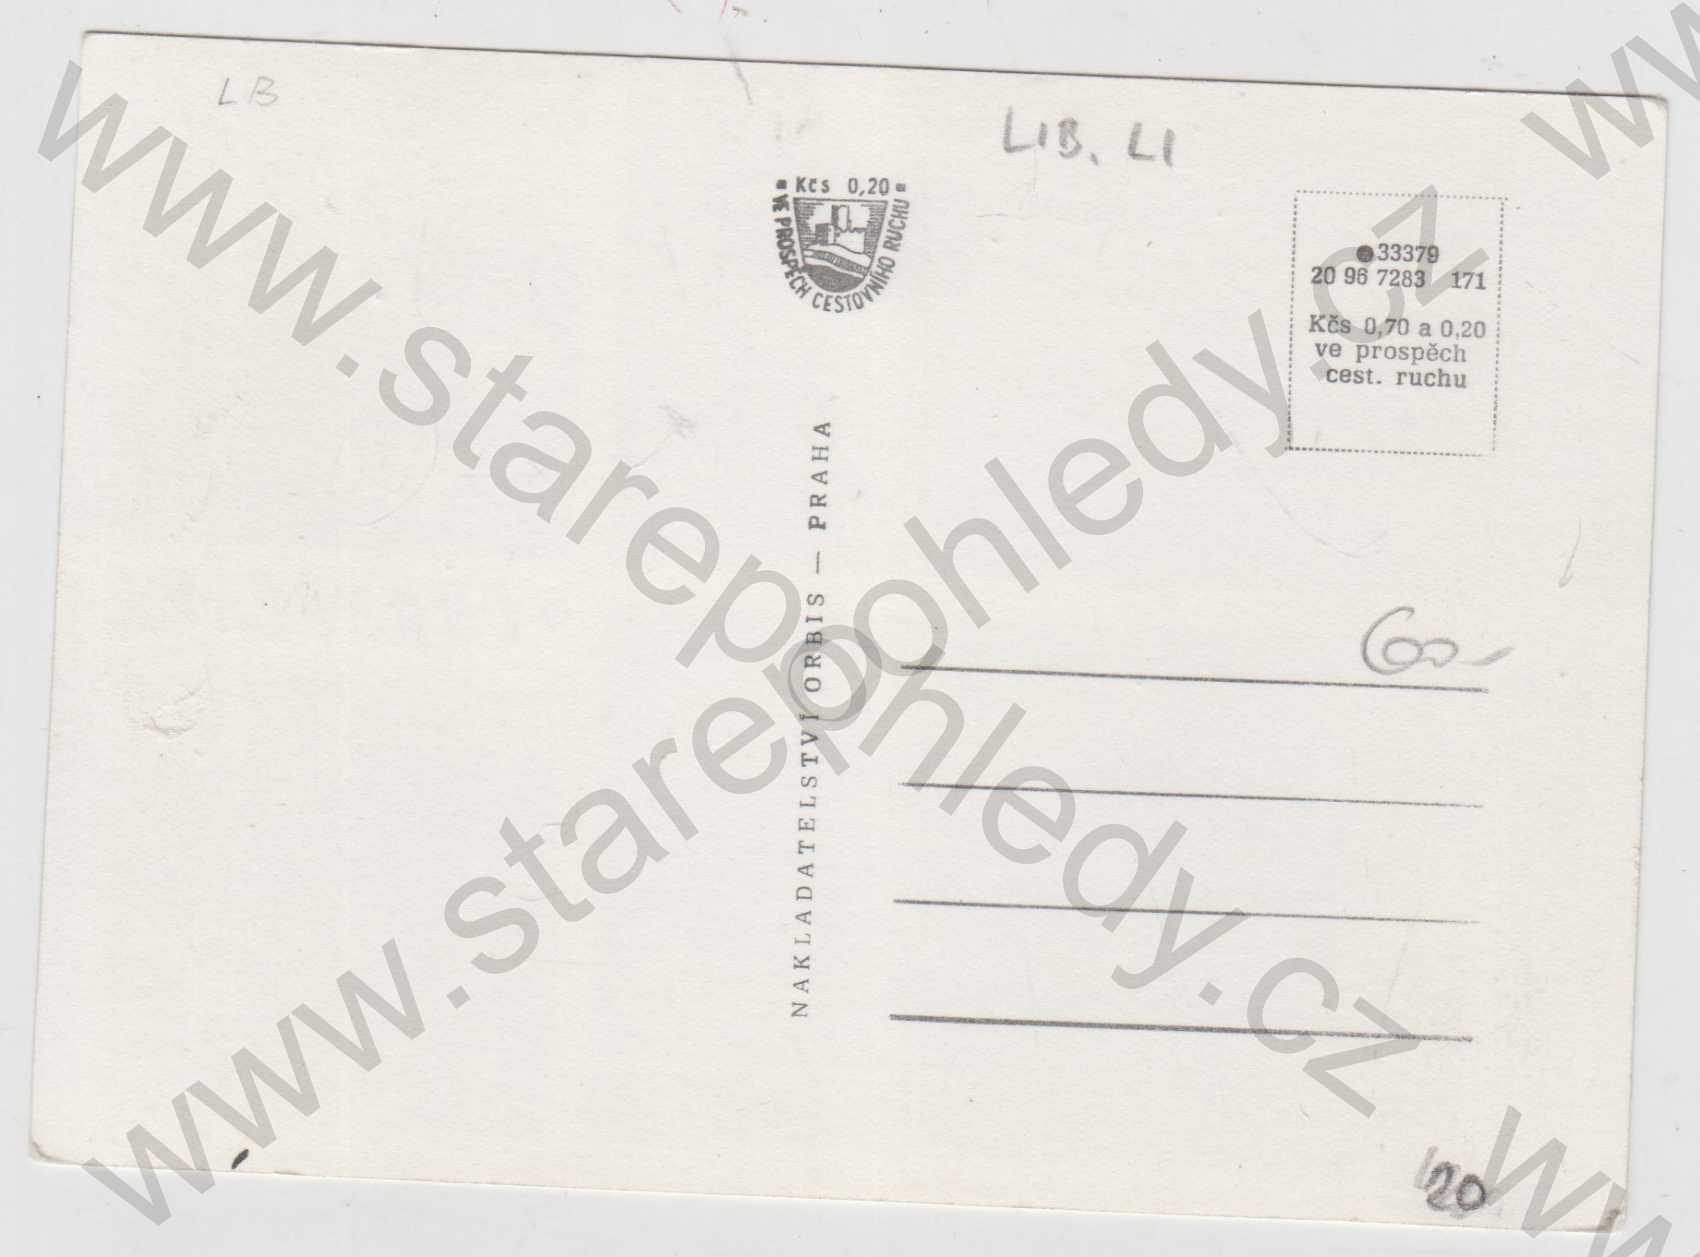 LB
LIB. LI
Kčs 0,20
VE PROSPĚCH CESTOVNÍHO RUCHU
33379
20 96 7283 171
Kčs 0,70 a 0,20
ve prospěch
cest. ruchu
NAKLADATELSTVÍ ORBIS — PRAHA
60-
20
www.starepohledy.cz
www.starepohledy.cz